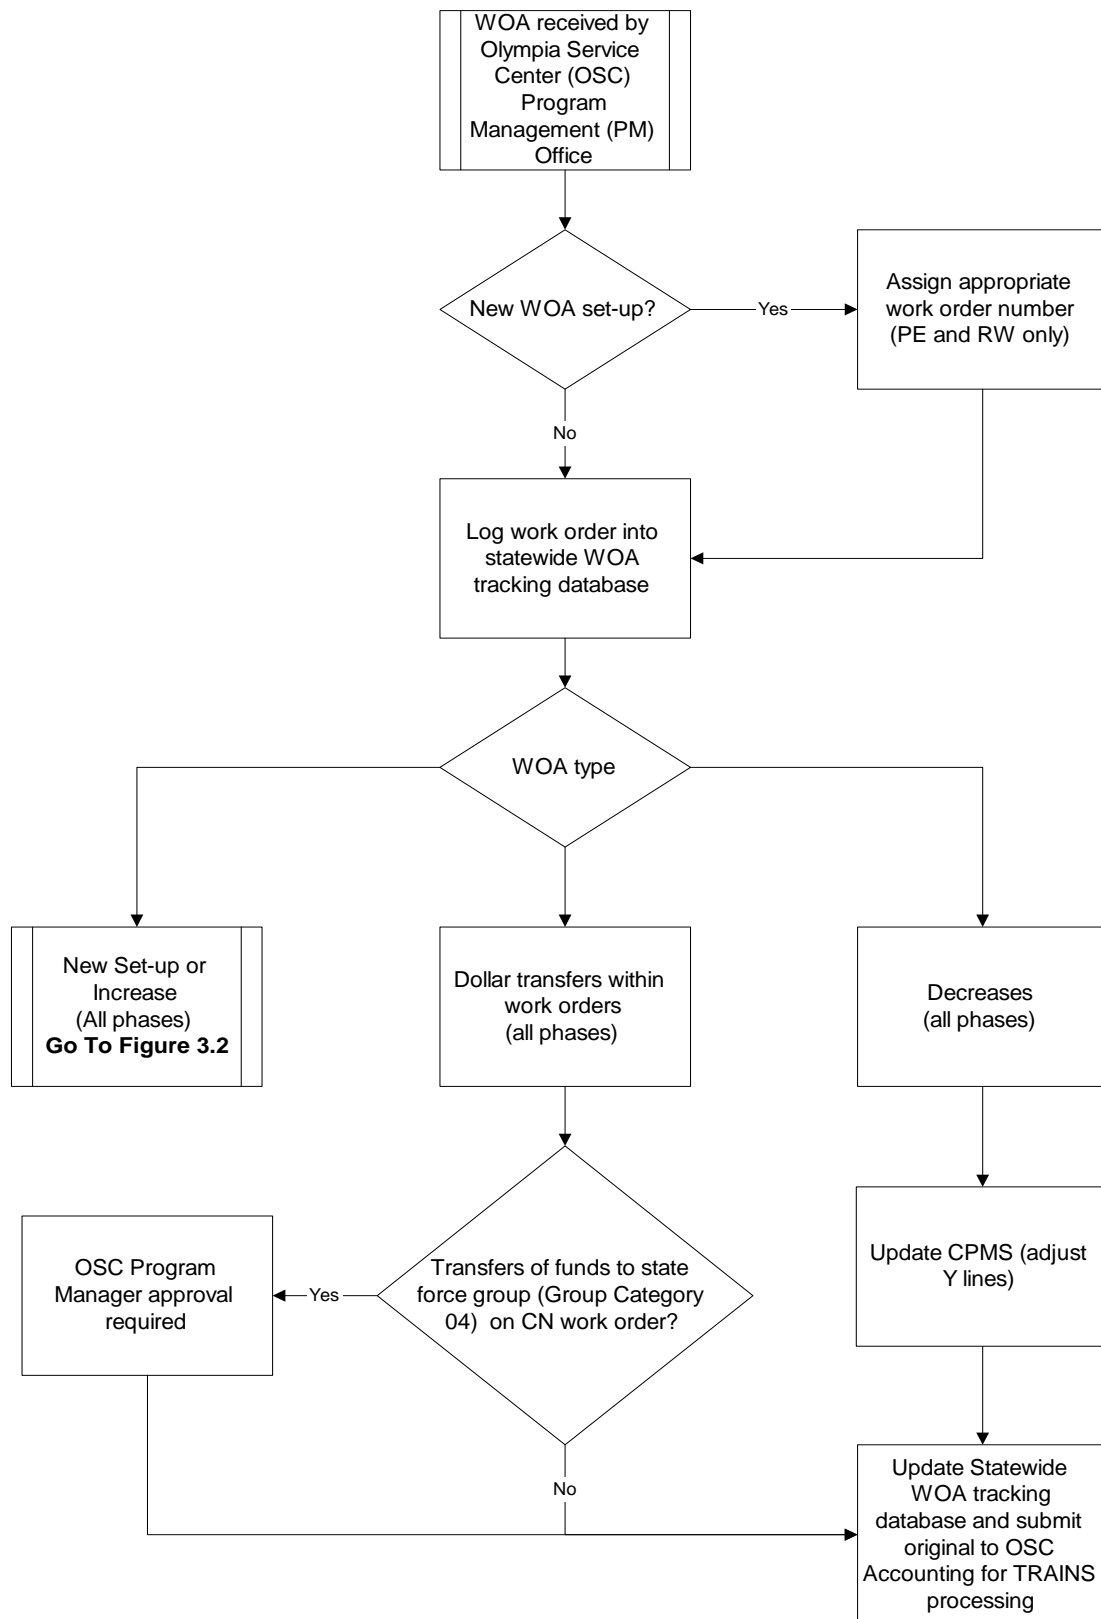 WOA received by
Olympia Service
Center (OSC)
Program
Management (PM)
Office
New WOA set-up?
Yes
Assign appropriate
work order number
(PE and RW only)
No
Log work order into
statewide WOA
tracking database
WOA type
New Set-up or
Increase
(All phases)
Go To Figure 3.2
Dollar transfers within
work orders
(all phases)
Decreases
(all phases)
OSC Program
Manager approval
required
Yes
Transfers of funds to state
force group (Group Category
04) on CN work order?
Update CPMS (adjust
Y lines)
No
Update Statewide
WOA tracking
database and submit
original to OSC
Accounting for TRAINS
processing